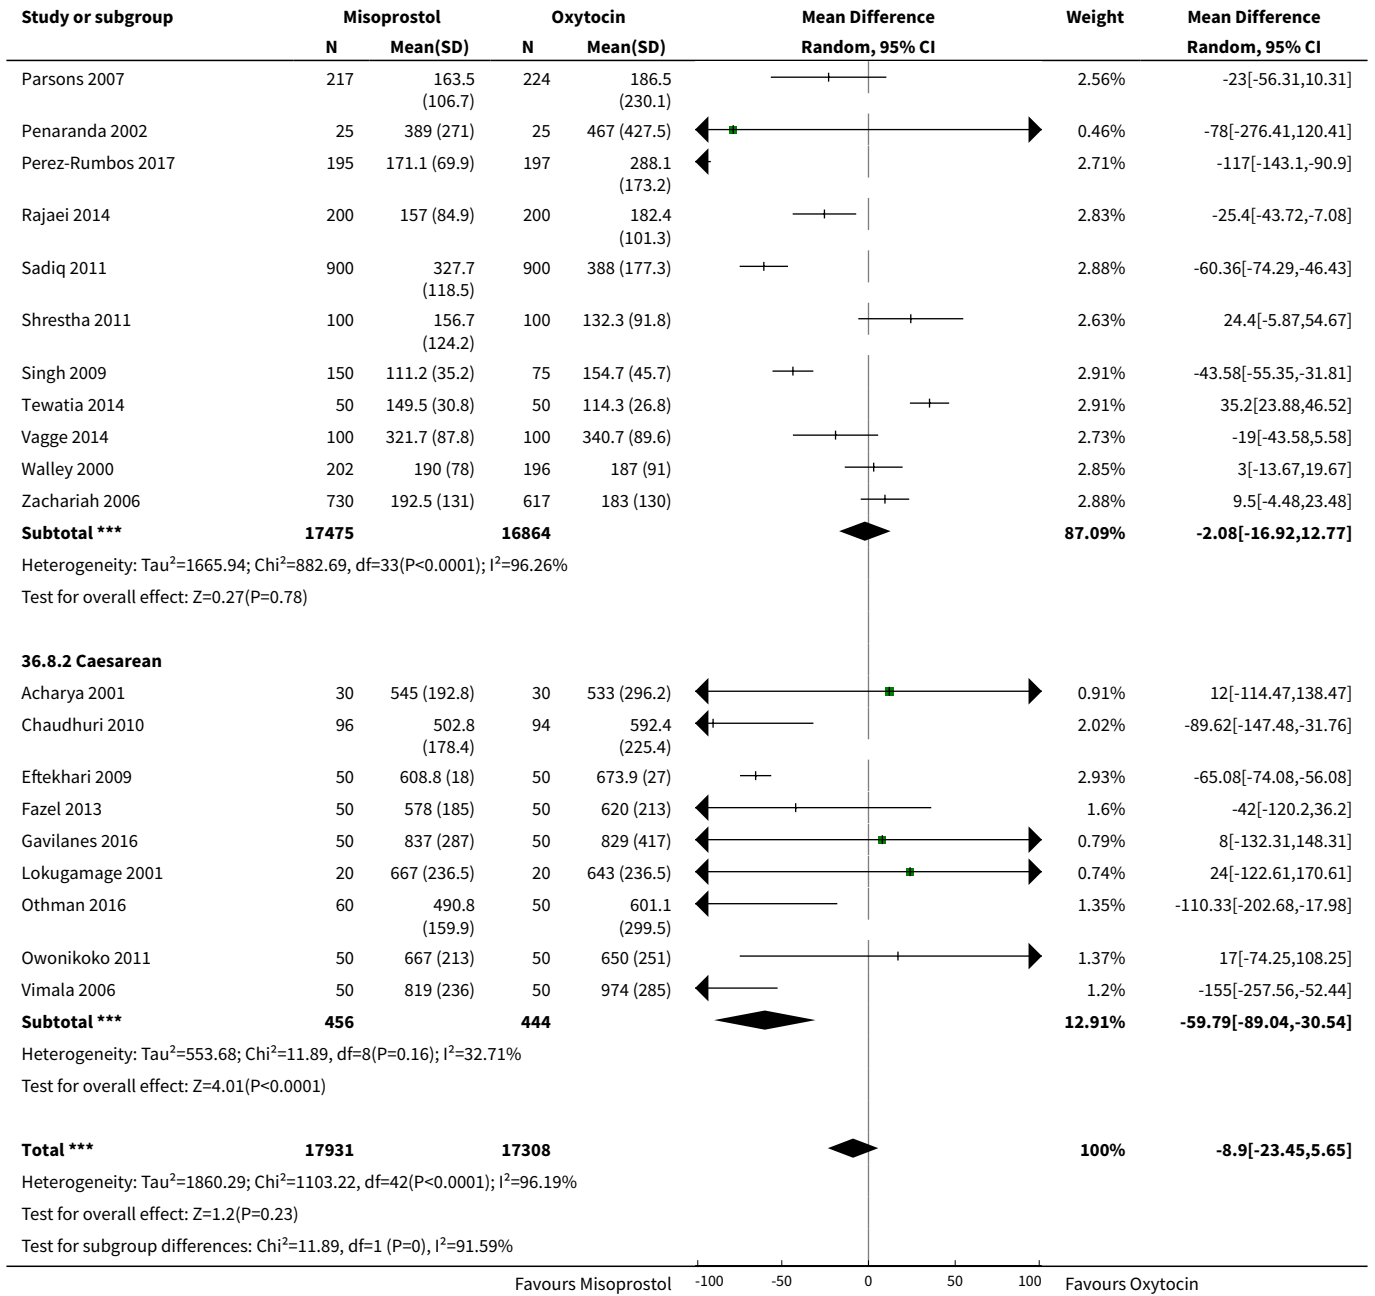 Study or subgroup Misoprostol Oxytocin Mean Difference Weight Mean Difference
N Mean(SD) N Mean(SD) Random, 95% CI Random, 95% CI
Parsons 2007 217 163.5 224 186.5 2.56% -23[-56.31,10.31]
(106.7) (230.1)
Penaranda 2002 25 389 (271) 25 467 (427.5) 0.46% -78[-276.41,120.41]
Perez-Rumbos 2017 195 171.1 (69.9) 197 288.1 2.71% -117[-143.1,-90.9]
(173.2)
Rajaei 2014 200 157 (84.9) 200 182.4 2.83% -25.4[-43.72,-7.08]
(101.3)
Sadiq 2011 900 327.7 900 388 (177.3) 2.88% -60.36[-74.29,-46.43]
(118.5)
Shrestha 2011 100 156.7 100 132.3 (91.8) 2.63% 24.4[-5.87,54.67]
(124.2)
Singh 2009 150 111.2 (35.2) 75 154.7 (45.7) 2.91% -43.58[-55.35,-31.81]
Tewatia 2014 50 149.5 (30.8) 50 114.3 (26.8) 2.91% 35.2[23.88,46.52]
Vagge 2014 100 321.7 (87.8) 100 340.7 (89.6) 2.73% -19[-43.58,5.58]
Walley 2000 202 190 (78) 196 187 (91) 2.85% 3[-13.67,19.67]
Zachariah 2006 730 192.5 (131) 617 183 (130) 2.88% 9.5[-4.48,23.48]
Subtotal *** 17475 16864 87.09% -2.08[-16.92,12.77]
Heterogeneity: Tau²=1665.94; Chi²=882.69, df=33(P<0.0001); I²=96.26%
Test for overall effect: Z=0.27(P=0.78)
36.8.2 Caesarean
Acharya 2001 30 545 (192.8) 30 533 (296.2) 0.91% 12[-114.47,138.47]
Chaudhuri 2010 96 502.8 94 592.4 2.02% -89.62[-147.48,-31.76]
(178.4) (225.4)
Eftekhari 2009 50 608.8 (18) 50 673.9 (27) 2.93% -65.08[-74.08,-56.08]
Fazel 2013 50 578 (185) 50 620 (213) 1.6% -42[-120.2,36.2]
Gavilanes 2016 50 837 (287) 50 829 (417) 0.79% 8[-132.31,148.31]
Lokugamage 2001 20 667 (236.5) 20 643 (236.5) 0.74% 24[-122.61,170.61]
Othman 2016 60 490.8 50 601.1 1.35% -110.33[-202.68,-17.98]
(159.9) (299.5)
Owonikoko 2011 50 667 (213) 50 650 (251) 1.37% 17[-74.25,108.25]
Vimala 2006 50 819 (236) 50 974 (285) 1.2% -155[-257.56,-52.44]
Subtotal *** 456 444 12.91% -59.79[-89.04,-30.54]
Heterogeneity: Tau²=553.68; Chi²=11.89, df=8(P=0.16); I²=32.71%
Test for overall effect: Z=4.01(P<0.0001)
Total *** 17931 17308 100% -8.9[-23.45,5.65]
Heterogeneity: Tau²=1860.29; Chi²=1103.22, df=42(P<0.0001); I²=96.19%
Test for overall effect: Z=1.2(P=0.23)
Test for subgroup differences: Chi²=11.89, df=1 (P=0), I²=91.59%
Favours Misoprostol -100 -50 0 50 100 Favours Oxytocin